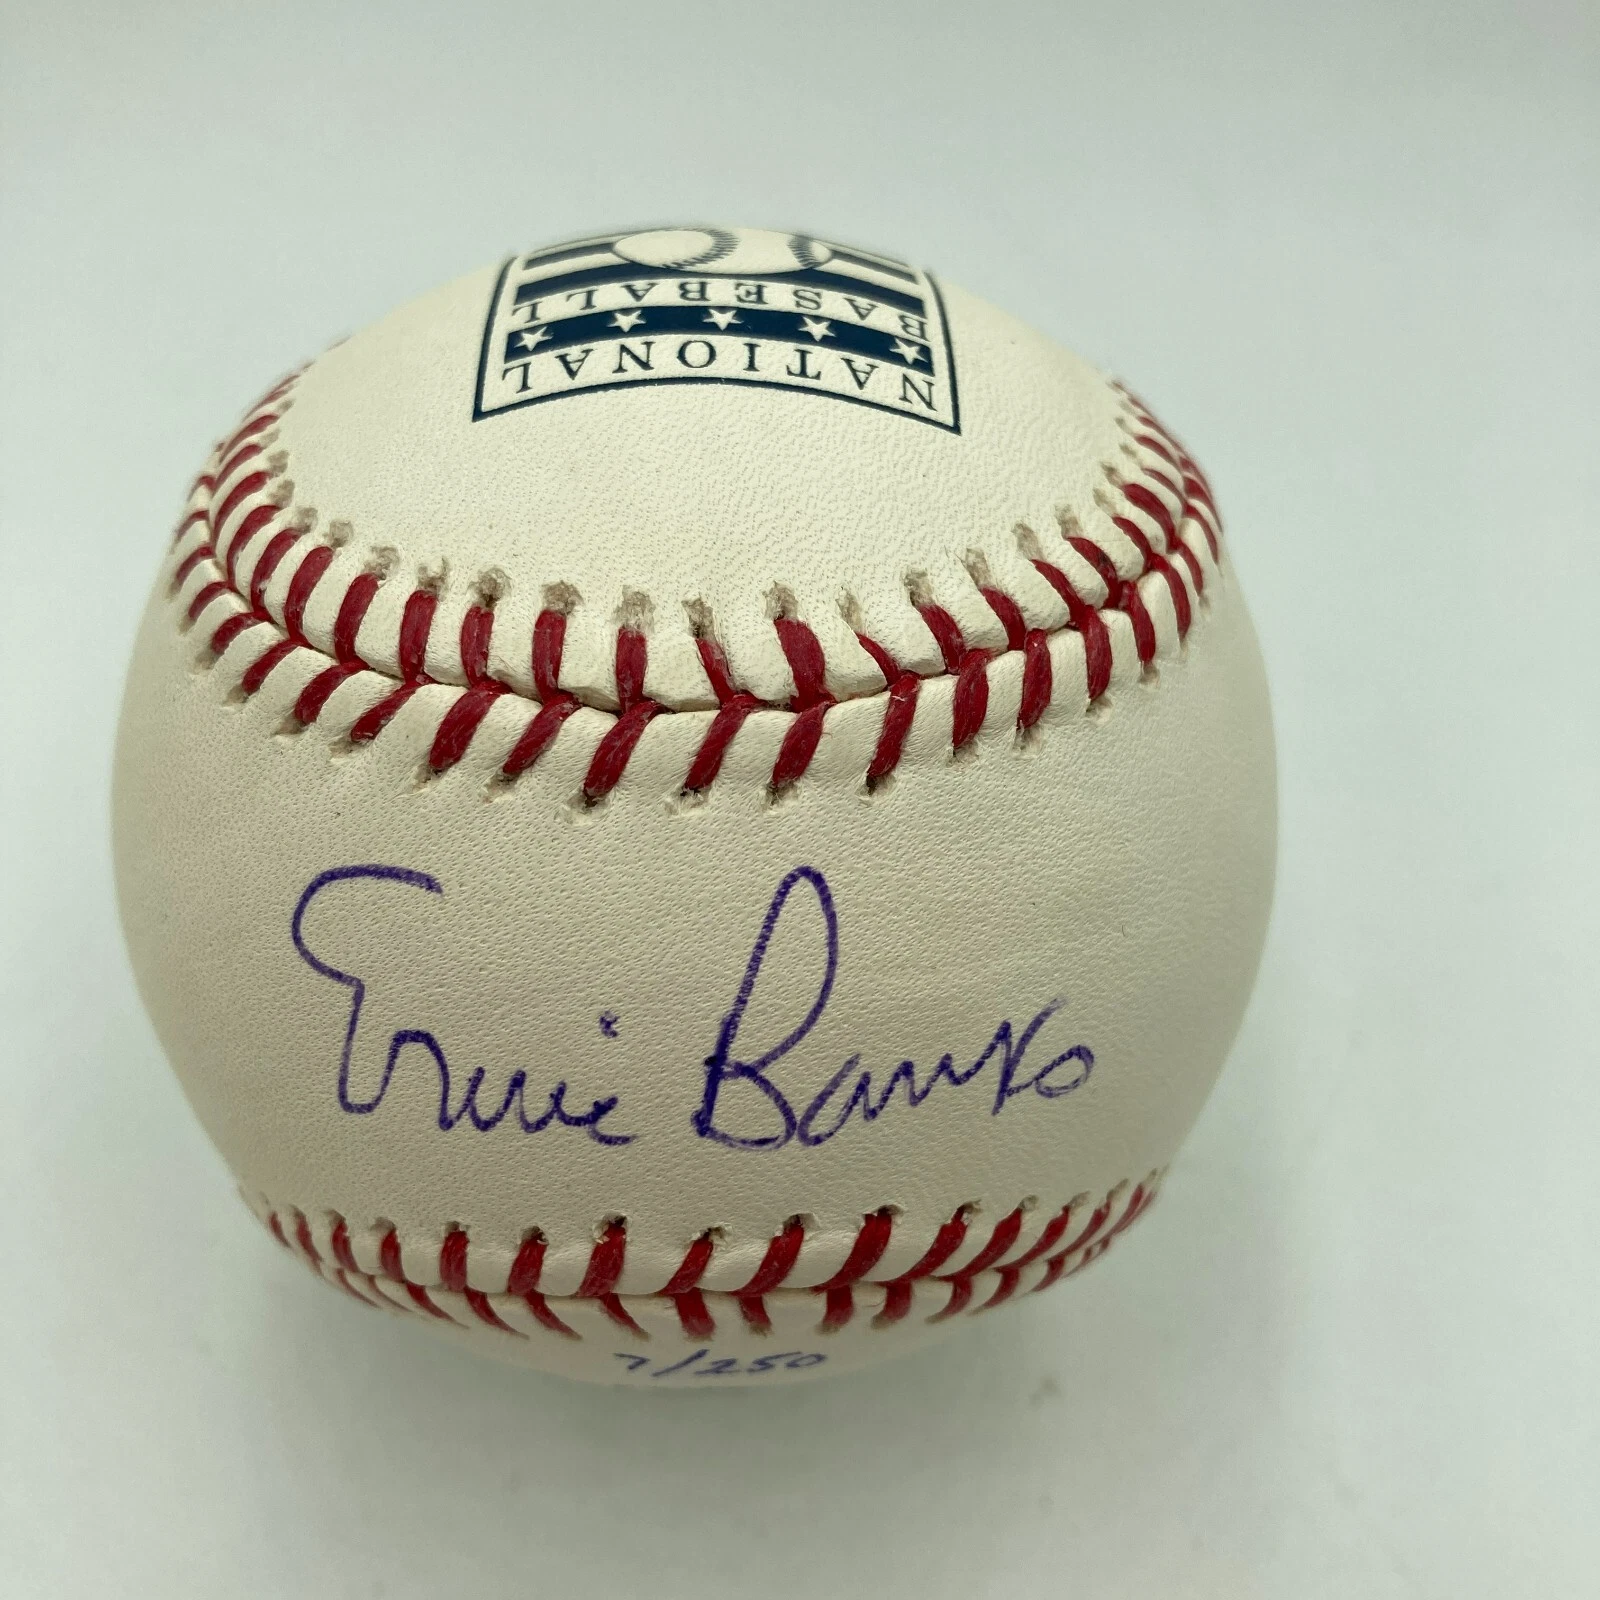 NATIONAL
BASEBALL
Ernie Banks
7/250